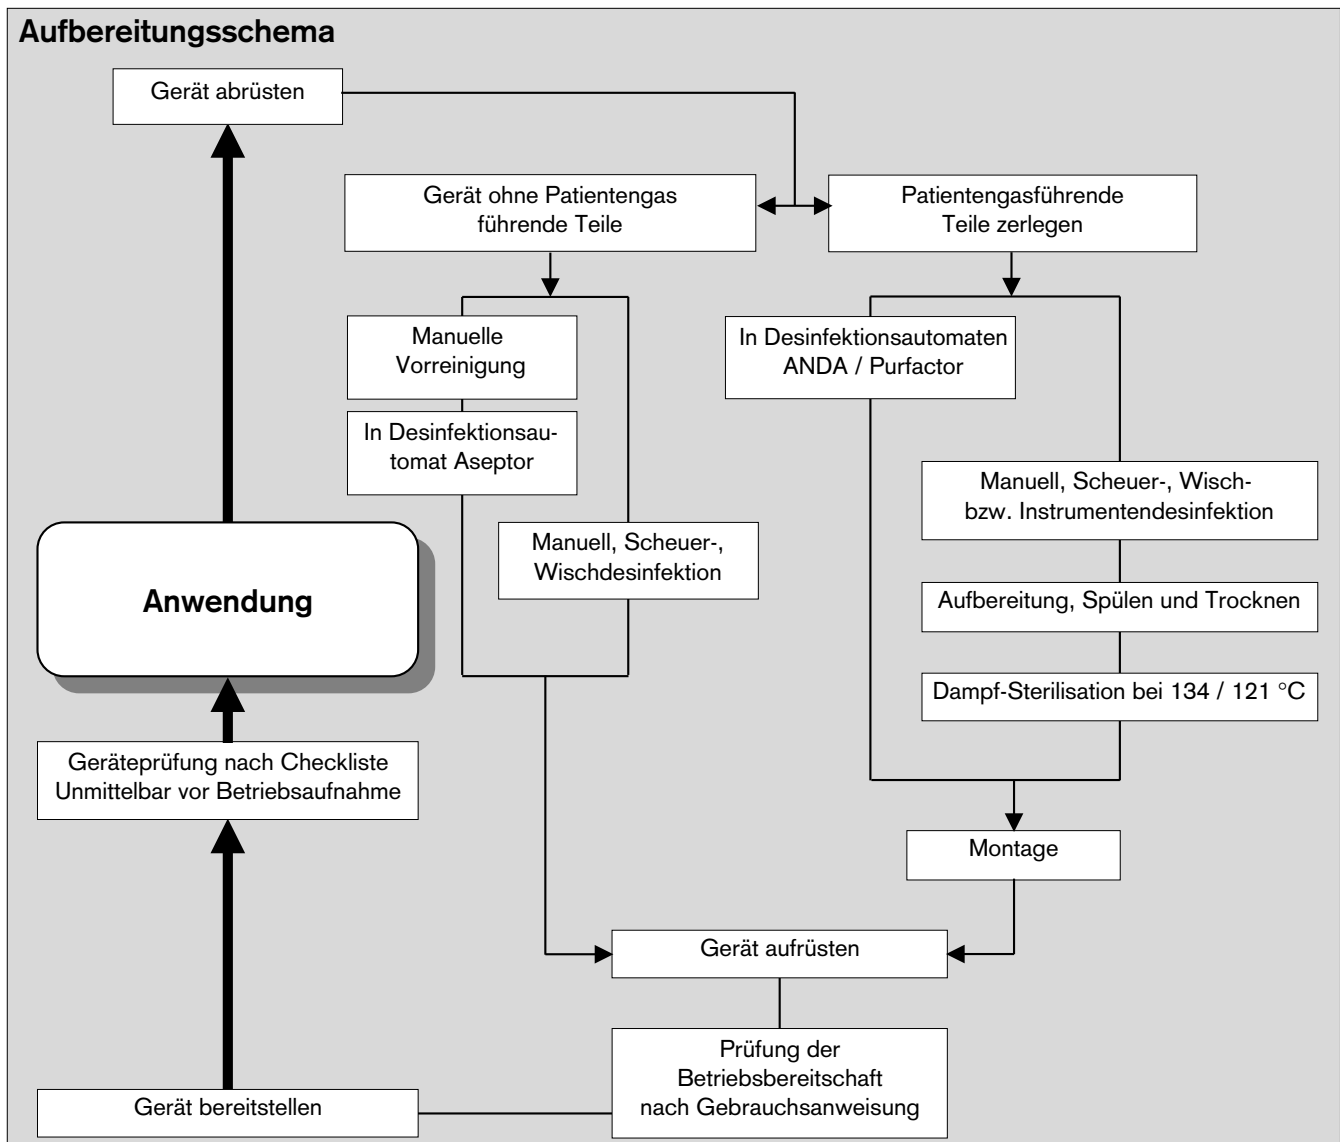 Aufbereitungsschema
Gerät abrüsten
Gerät ohne Patientengas
führende Teile
Patientengasführende
Teile zerlegen
Manuelle
Vorreinigung
In Desinfektionsau-
tomat Aseptor
Manuell, Scheuer-,
Wischdesinfektion
In Desinfektionsautomaten
ANDA / Purfactor
Manuell, Scheuer-, Wisch-
bzw. Instrumentendesinfektion
Aufbereitung, Spülen und Trocknen
Dampf-Sterilisation bei 134 / 121 °C
Montage
Gerät aufrüsten
Prüfung der
Betriebsbereitschaft
nach Gebrauchsanweisung
Gerät bereitstellen
Geräteprüfung nach Checkliste
Unmittelbar vor Betriebsaufnahme
Anwendung